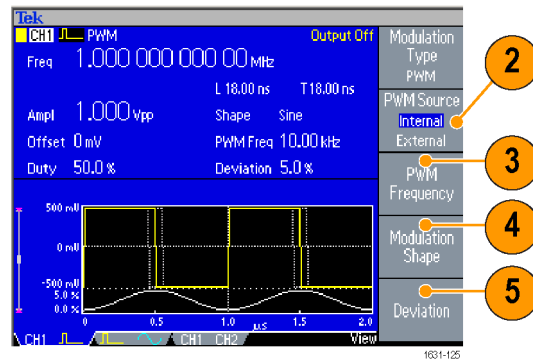 Tek
CH1 PWM Output Off
Freq 1.000 000 000 00 MHz
L 18.00 ns T18.00 ns
Ampl 1.000 Vpp Shape Sine
Offset 0 mV PWM Freq 10.00 kHz
Duty 50.0 % Deviation 5.0 %
500 mV
0 mV
-500 mV
5.0 %
0.0 %
0 0.5 1.0 µs 1.5 2.0
CH1 CH1 CH2 View
Modulation
Type
PWM
PWM Source
Internal
External
PWM
Frequency
Modulation
Shape
Deviation
2
3
4
5
1631-125